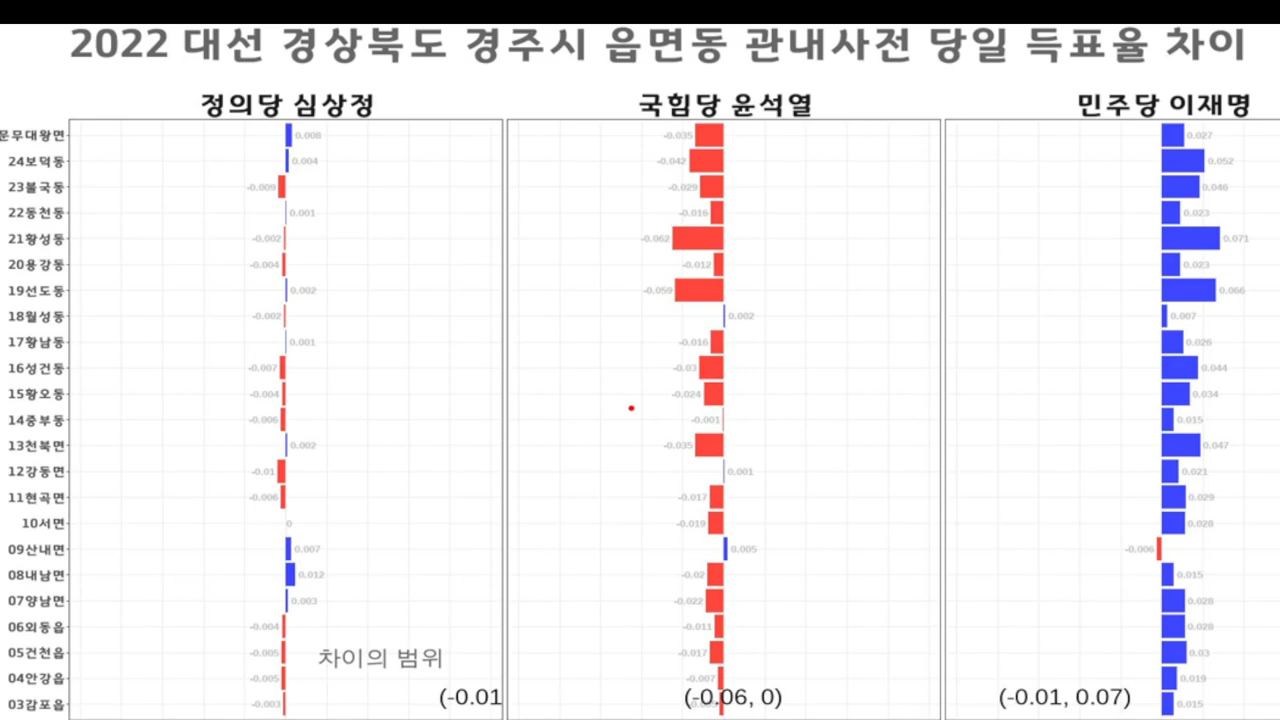 2022 대선 경상북도 경주시 읍면동 관내사전 당일 득표율 차이
정의당 심상정 국힘당 윤석열 민주당 이재명
문무대왕면 0.008 -0.035 0.027
24보덕동 0.004 -0.042 0.052
23불국동 -0.009 -0.029 0.046
22동천동 0.001 -0.016 0.023
21황성동 -0.002 -0.062 0.071
20용강동 -0.004 -0.012 0.023
19선도동 0.002 -0.059 0.066
18월성동 -0.002 0.002 0.007
17황남동 0.001 -0.016 0.026
16성건동 -0.007 -0.03 0.044
15황오동 -0.004 -0.024 0.034
14중부동 -0.006 -0.001 0.015
13천북면 0.002 -0.035 0.047
12강동면 -0.01 0.001 0.021
11현곡면 -0.006 -0.017 0.029
10서면 0 -0.019 0.028
09산내면 0.007 0.005 -0.006
08내남면 0.012 -0.02 0.015
07양남면 0.003 -0.022 0.028
06외동읍 -0.004 -0.011 0.028
05건천읍 -0.005 -0.017 0.03
차이의 범위
04안강읍 -0.005 -0.007 0.019
03감포읍 -0.003 0.015
(-0.01 (-0.06, 0) (-0.01, 0.07)